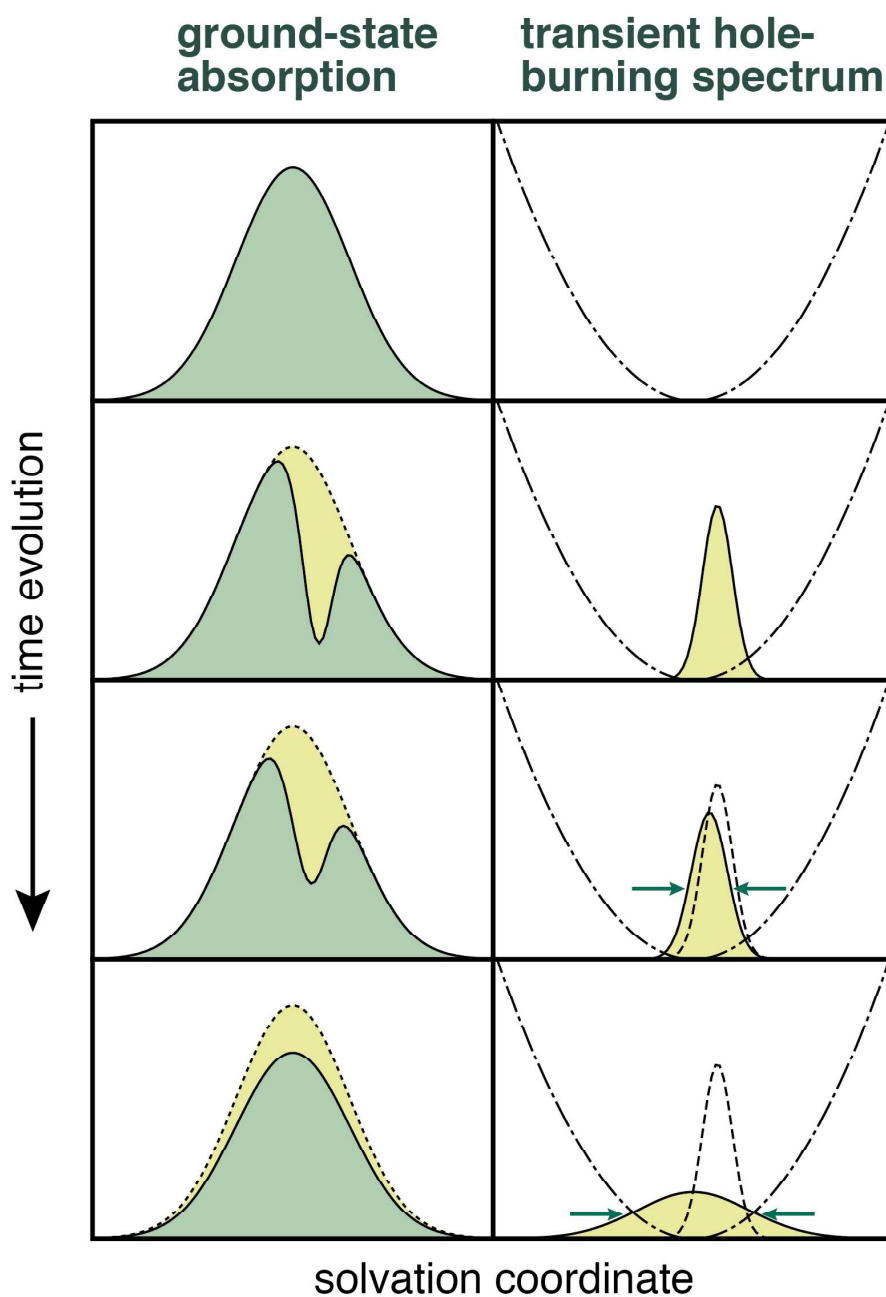 ground-state
absorption
transient hole-
burning spectrum
time evolution
solvation coordinate